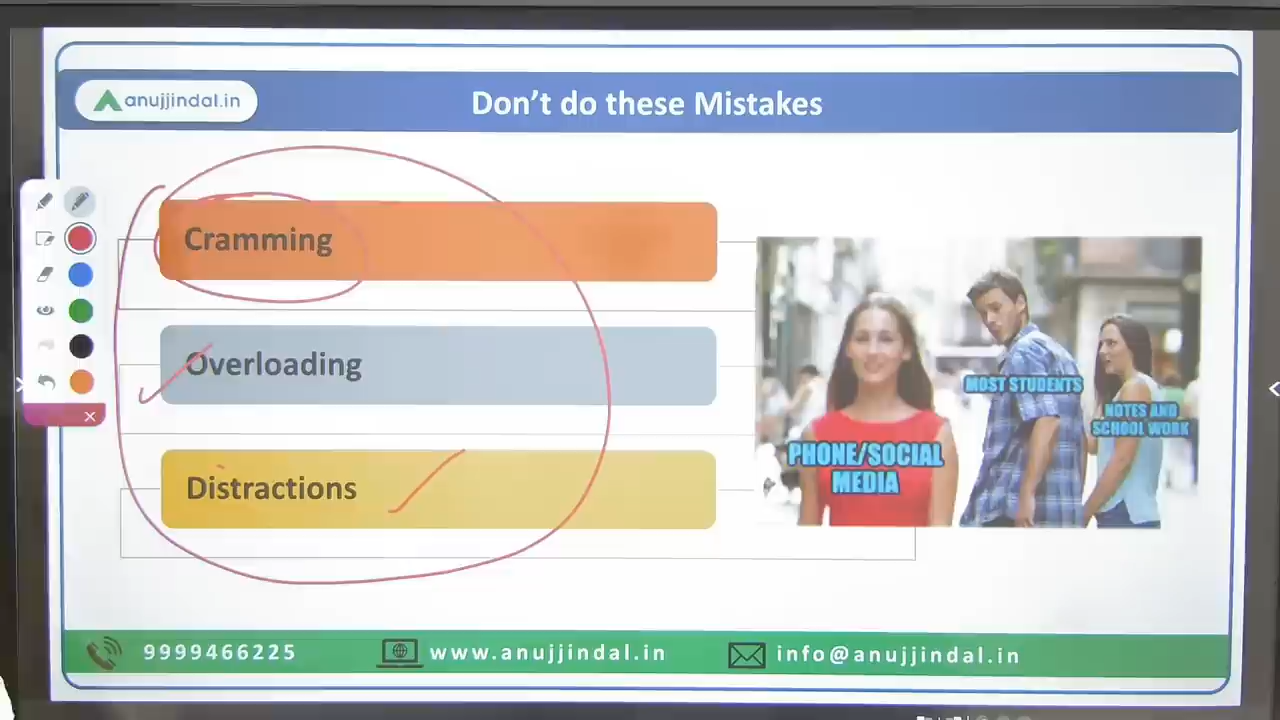 anujjindal.in
Don't do these Mistakes
Cramming
Overloading
Distractions
MOST STUDENTS
NOTES AND
SCHOOL WORK
PHONE/SOCIAL
MEDIA
9999466225
www.anujjindal.in
info@anujjindal.in